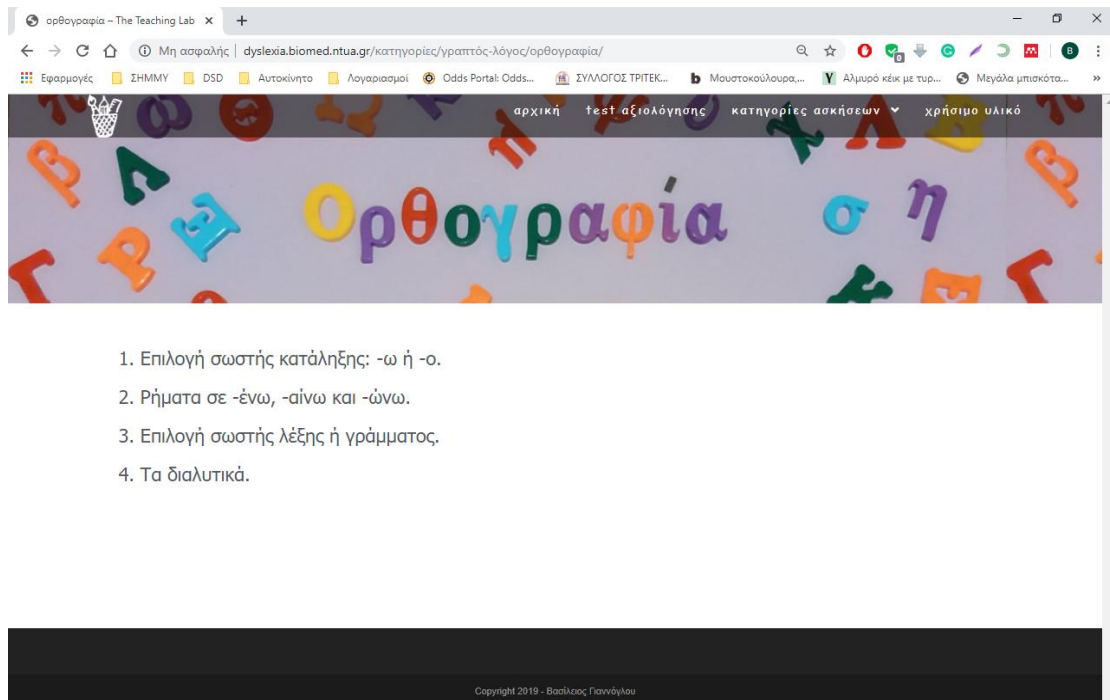 ορθογραφία – The Teaching Lab
Μη ασφαλής | dyslexia.biomed.ntua.gr/κατηγορίες/γραπτός-λόγος/ορθογραφία/
Εφαρμογές ΣΗΜΜΥ DSD Αυτοκίνητο Λογαριασμοί Odds Portal: Odds... ΣΥΛΛΟΓΟΣ ΤΡΙΤΕΚ... Μουστοκούλουρα,... Αλμυρό κέικ με τυρ... Μεγάλα μπισκότα... »
αρχική test αξιολόγησης κατηγορίες ασκήσεων χρήσιμο υλικό
Ορθογραφία
1. Επιλογή σωστής κατάληξης: -ω ή -ο.
2. Ρήματα σε -ένω, -αίνω και -ώνω.
3. Επιλογή σωστής λέξης ή γράμματος.
4. Τα διαλυτικά.
Copyright 2019 - Βασίλειος Γιαννόγλου